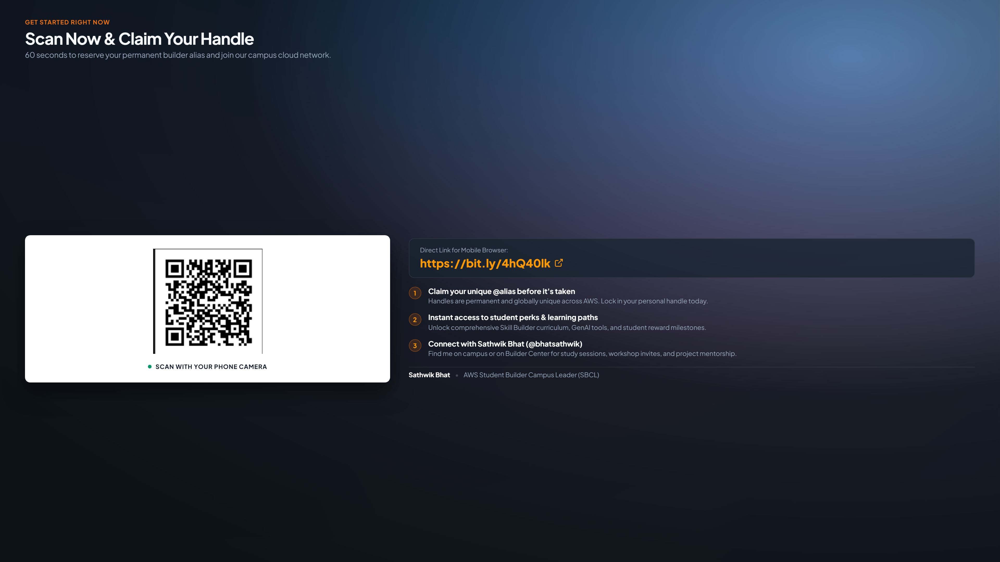 GET STARTED RIGHT NOW
Scan Now & Claim Your Handle
60 seconds to reserve your permanent builder alias and join our campus cloud network.
SCAN WITH YOUR PHONE CAMERA
Direct Link for Mobile Browser:
https://bit.ly/4hQ40lk
1
Claim your unique @alias before it's taken
Handles are permanent and globally unique across AWS. Lock in your personal handle today.
2
Instant access to student perks & learning paths
Unlock comprehensive Skill Builder curriculum, GenAI tools, and student reward milestones.
3
Connect with Sathwik Bhat (@bhatsathwik)
Find me on campus or on Builder Center for study sessions, workshop invites, and project mentorship.
Sathwik Bhat • AWS Student Builder Campus Leader (SBCL)